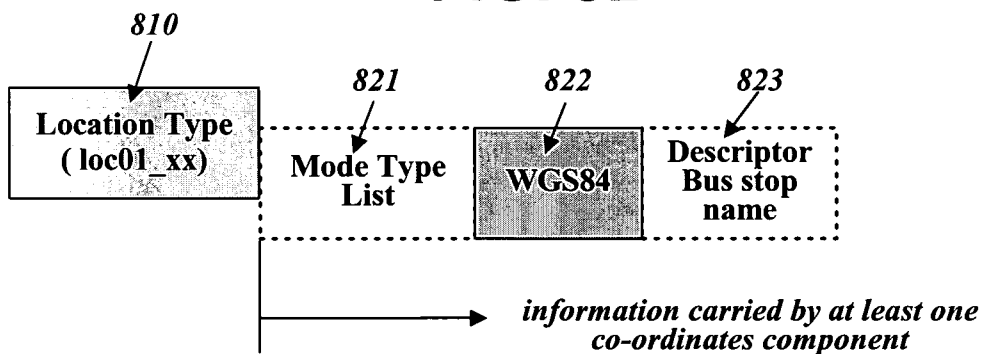 810
821
822
823
Location Type
( loc01_xx)
Mode Type
List
WGS84
Descriptor
Bus stop
name
information carried by at least one
co-ordinates component